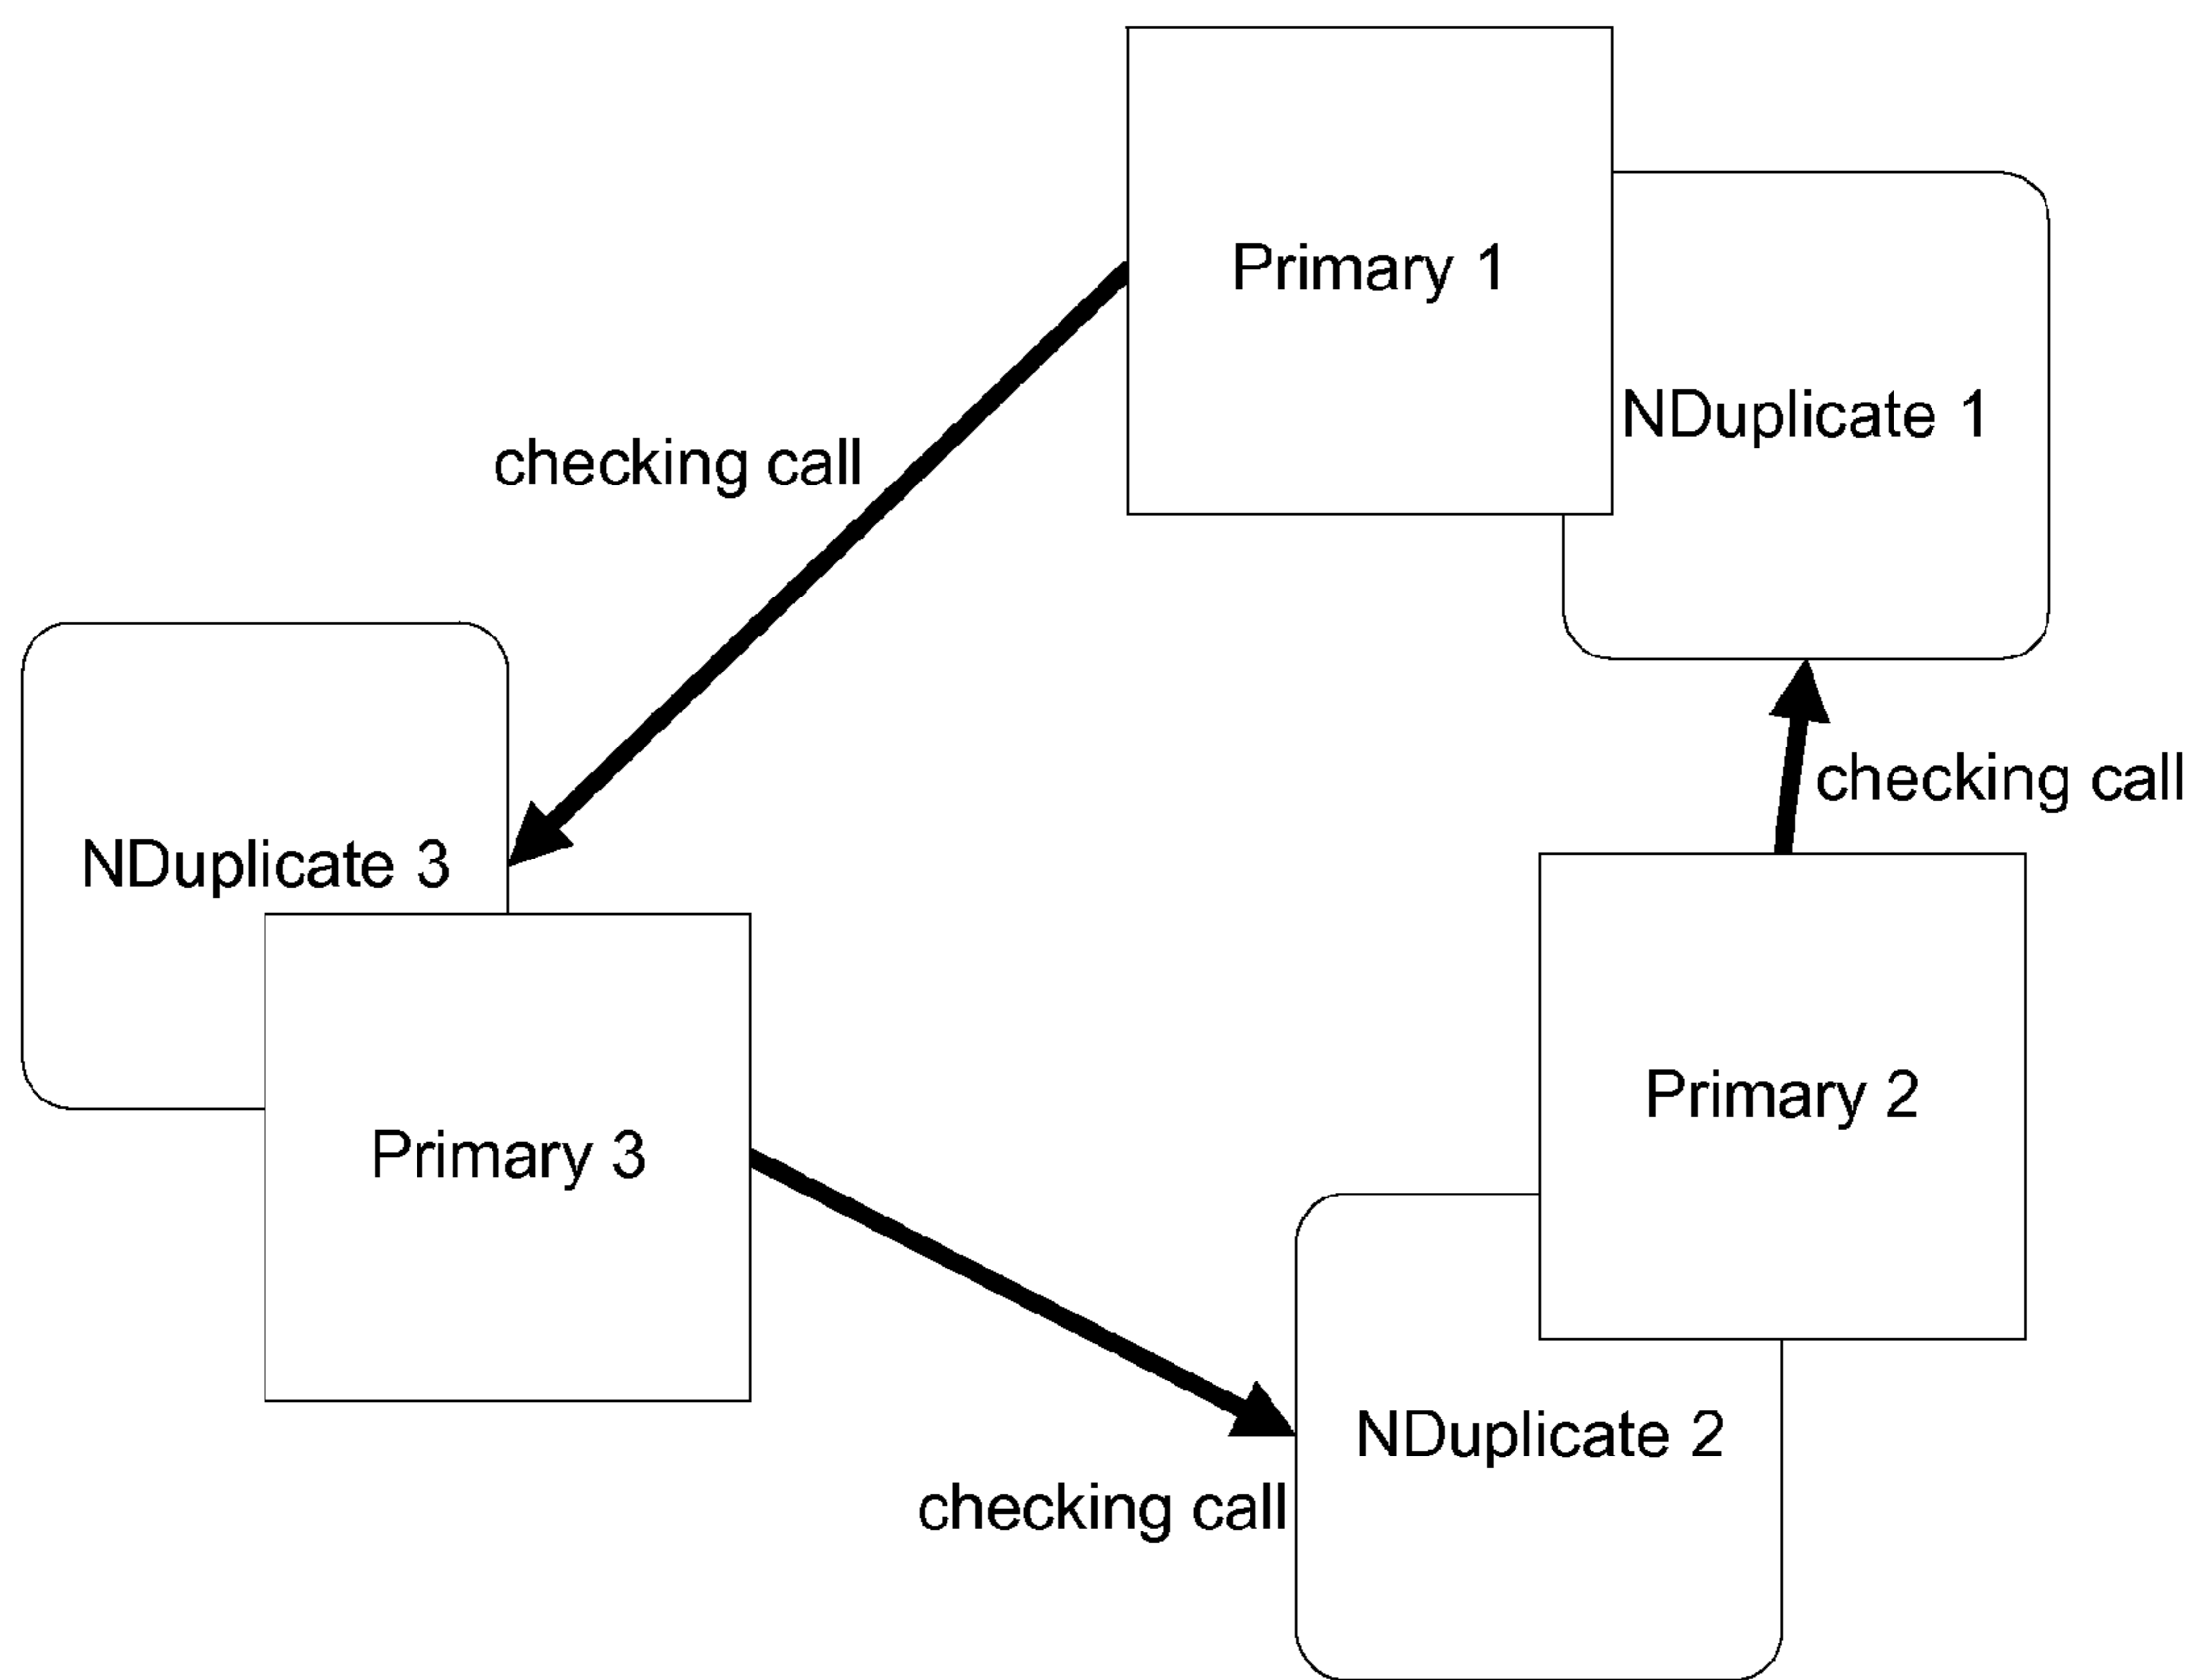 Primary 1
NDuplicate 1
checking call
checking call
NDuplicate 3
Primary 2
Primary 3
NDuplicate 2
checking call